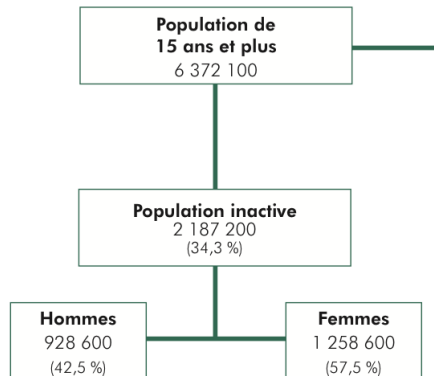 Population de
15 ans et plus
6 372 100
Population inactive
2 187 200
(34,3 %)
Hommes
928 600
(42,5 %)
Femmes
1 258 600
(57,5 %)